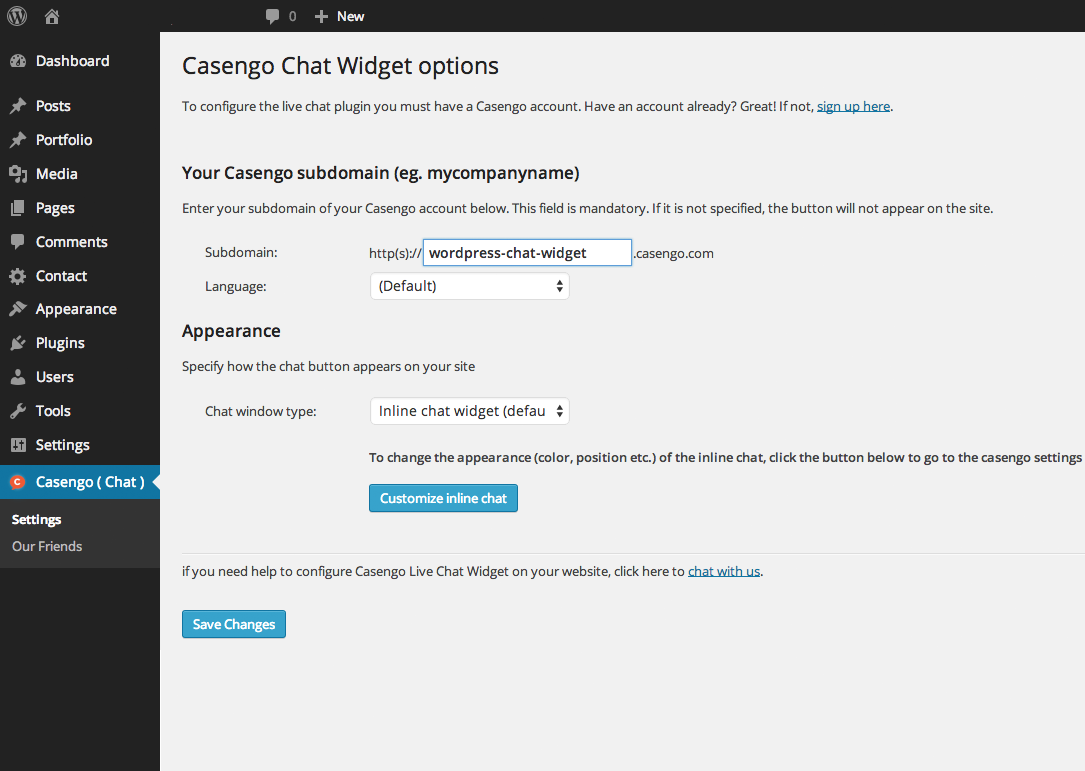 0 New
Dashboard
Posts
Portfolio
Media
Pages
Comments
Contact
Appearance
Plugins
Users
Tools
Settings
C Casengo ( Chat )
Settings
Our Friends
Casengo Chat Widget options
To configure the live chat plugin you must have a Casengo account. Have an account already? Great! If not, sign up here.
Your Casengo subdomain (eg. mycompanyname)
Enter your subdomain of your Casengo account below. This field is mandatory. If it is not specified, the button will not appear on the site.
Subdomain: http(s):// wordpress-chat-widget .casengo.com
Language: (Default)
Appearance
Specify how the chat button appears on your site
Chat window type: Inline chat widget (defau
To change the appearance (color, position etc.) of the inline chat, click the button below to go to the casengo settings
Customize inline chat
if you need help to configure Casengo Live Chat Widget on your website, click here to chat with us.
Save Changes